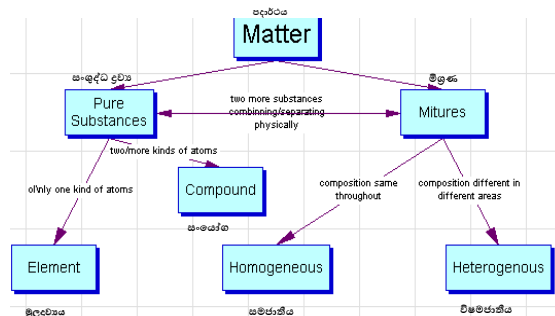 පදාර්ථය
Matter
සංශුද්ධ ද්‍රව්‍ය
මිශ්‍රණ
Pure
Substances
two more substances
combinning/separating
physically
Mitures
two/more kinds of atoms
ol\nly one kind of atoms
Compound
සංයෝග
composition same
throughout
composition different in
different areas
Element
Homogeneous
Heterogenous
මූලද්‍රව්‍යය
සමජාතීය
විෂමජාතීය